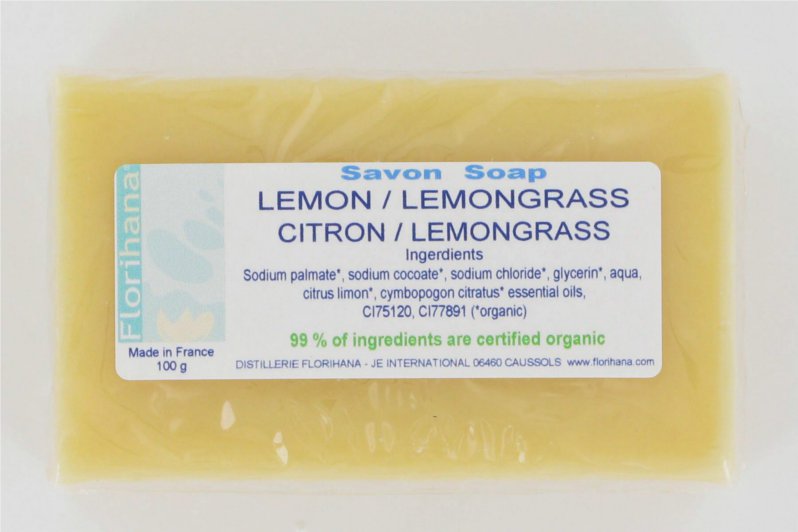 Florihana®
Savon Soap
LEMON / LEMONGRASS
CITRON / LEMONGRASS
Ingerdients
Sodium palmate*, sodium cocoate*, sodium chloride*, glycerin*, aqua,
citrus limon*, cymbopogon citratus* essential oils,
CI75120, CI77891 (*organic)
99 % of ingredients are certified organic
Made in France
100 g
DISTILLERIE FLORIHANA - JE INTERNATIONAL 06460 CAUSSOLS www.florihana.com